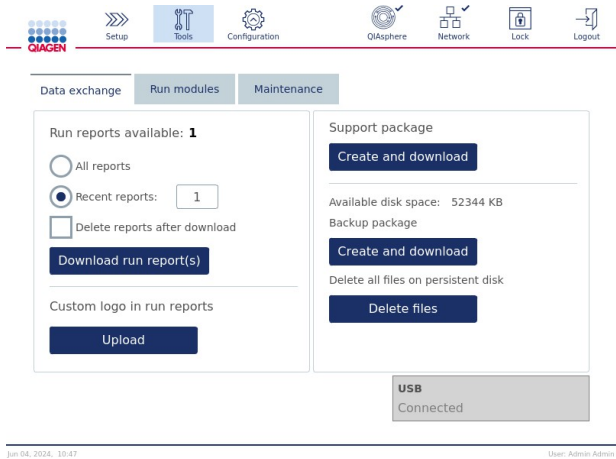 QIAGEN
Setup
Tools
Configuration
QIAsphere
Network
Lock
Logout
Data exchange
Run modules
Maintenance
Run reports available: 1
All reports
Recent reports: 1
Delete reports after download
Download run report(s)
Custom logo in run reports
Upload
Support package
Create and download
Available disk space: 52344 KB
Backup package
Create and download
Delete all files on persistent disk
Delete files
USB
Connected
Jun 04, 2024, 10:47
User: Admin Admin